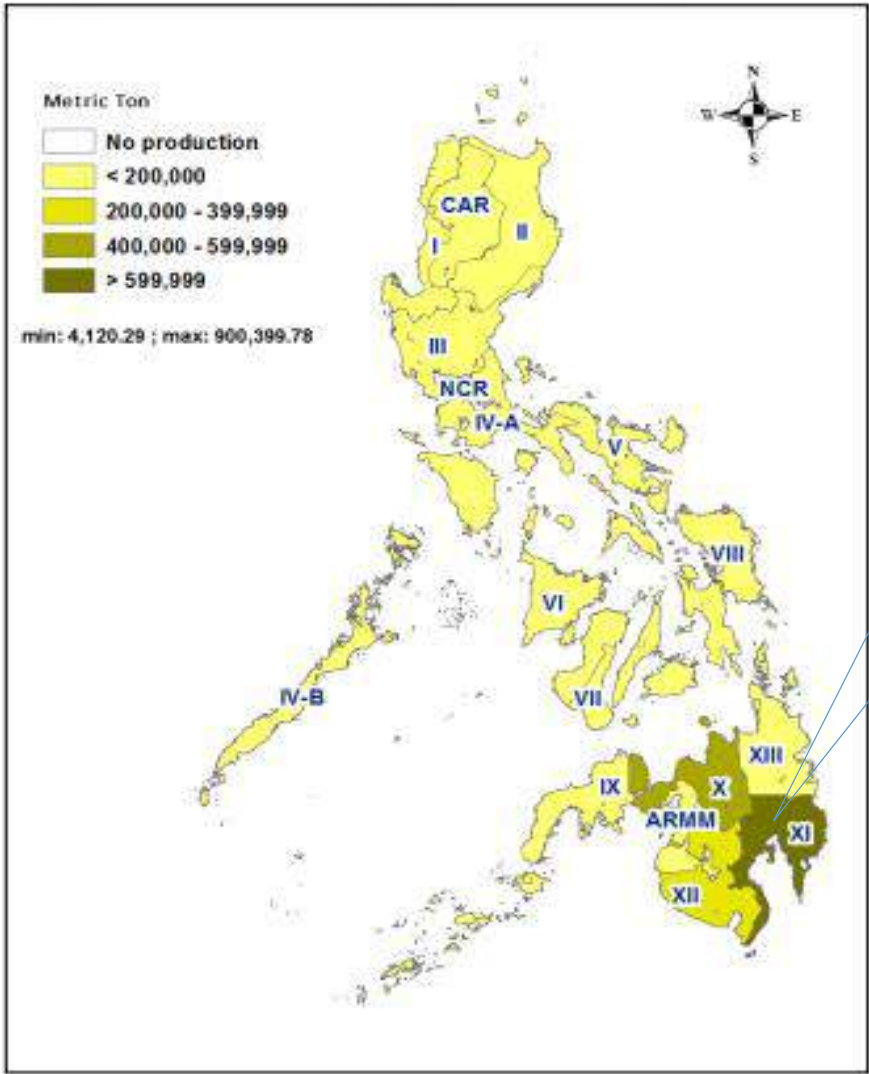 N
W E
S
Metric Ton
No production
< 200,000
200,000 - 399,999
400,000 - 599,999
> 599,999
min: 4,120.29 ; max: 900,399.78
CAR
I
II
III
NCR
IV-A
V
VIII
VI
IV-B
VII
XIII
IX
X
ARMM
XI
XII